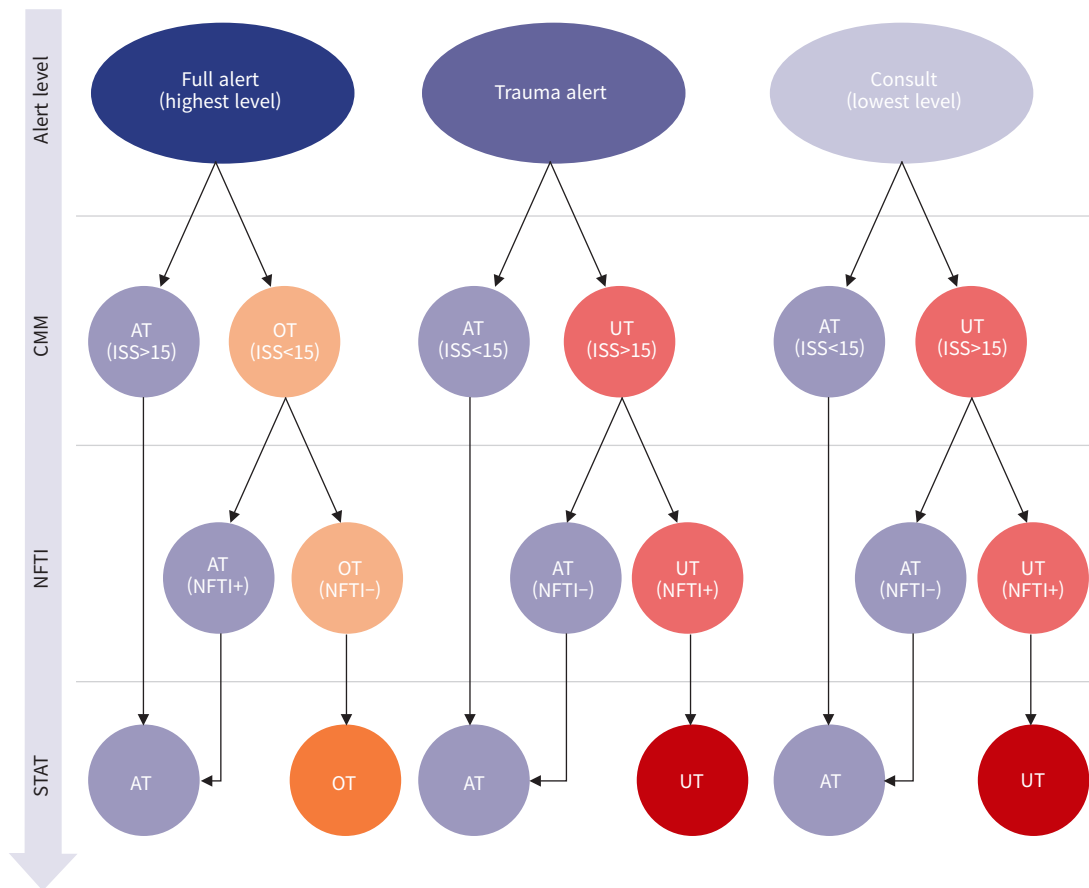 Alert level
Full alert
(highest level)
Trauma alert
Consult
(lowest level)
CMM
AT
(ISS>15)
OT
(ISS<15)
AT
(ISS<15)
UT
(ISS>15)
AT
(ISS<15)
UT
(ISS>15)
NFTI
AT
(NFTI+)
OT
(NFTI−)
AT
(NFTI−)
UT
(NFTI+)
AT
(NFTI−)
UT
(NFTI+)
STAT
AT
OT
AT
UT
AT
UT